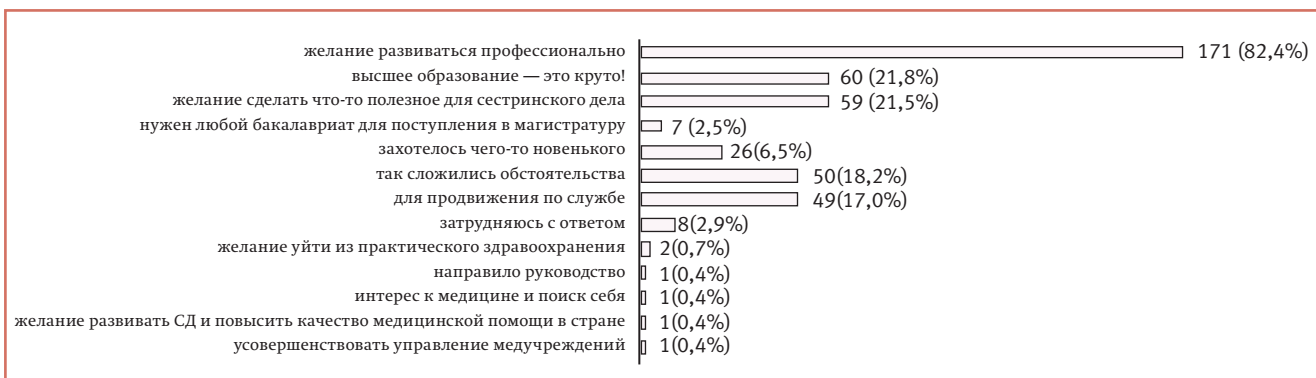 желание развиваться профессионально 171 (82,4%)
высшее образование — это круто! 60 (21,8%)
желание сделать что-то полезное для сестринского дела 59 (21,5%)
нужен любой бакалавриат для поступления в магистратуру 7 (2,5%)
захотелось чего-то новенького 26(6,5%)
так сложились обстоятельства 50(18,2%)
для продвижения по службе 49(17,0%)
затрудняюсь с ответом 8(2,9%)
желание уйти из практического здравоохранения 2(0,7%)
направило руководство 1(0,4%)
интерес к медицине и поиск себя 1(0,4%)
желание развивать СД и повысить качество медицинской помощи в стране 1(0,4%)
усовершенствовать управление медучреждений 1(0,4%)